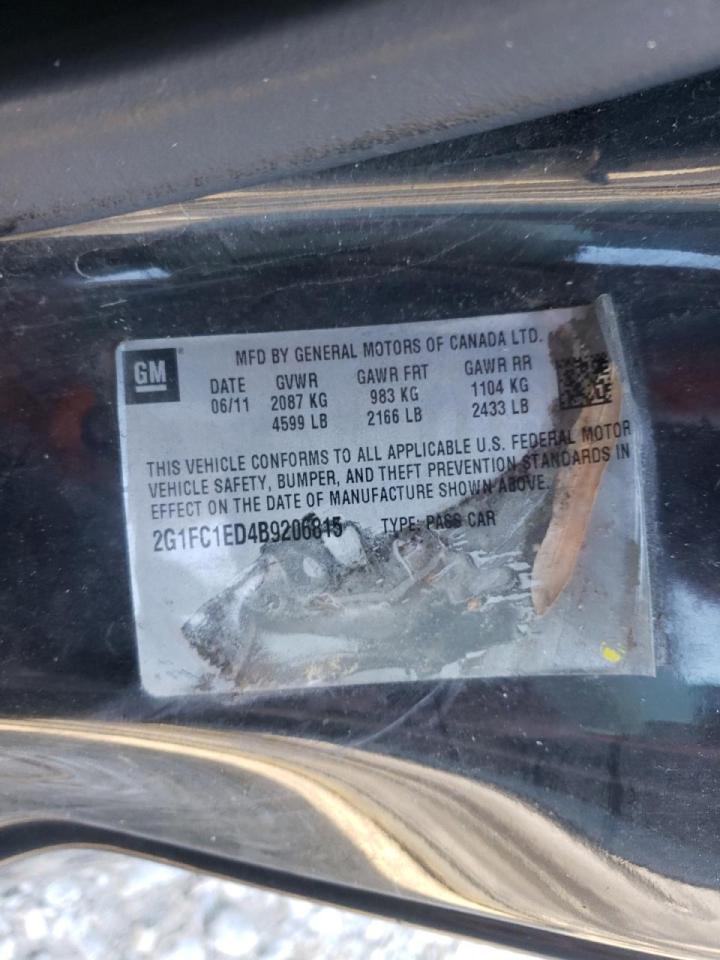 GM
MFD BY GENERAL MOTORS OF CANADA LTD.
DATE GVWR GAWR FRT GAWR RR
06/11 2087 KG 983 KG 1104 KG
4599 LB 2166 LB 2433 LB
THIS VEHICLE CONFORMS TO ALL APPLICABLE U.S. FEDERAL MOTOR
VEHICLE SAFETY, BUMPER, AND THEFT PREVENTION STANDARDS IN
EFFECT ON THE DATE OF MANUFACTURE SHOWN ABOVE.
2G1FC1ED4B9206815 TYPE: PASS CAR